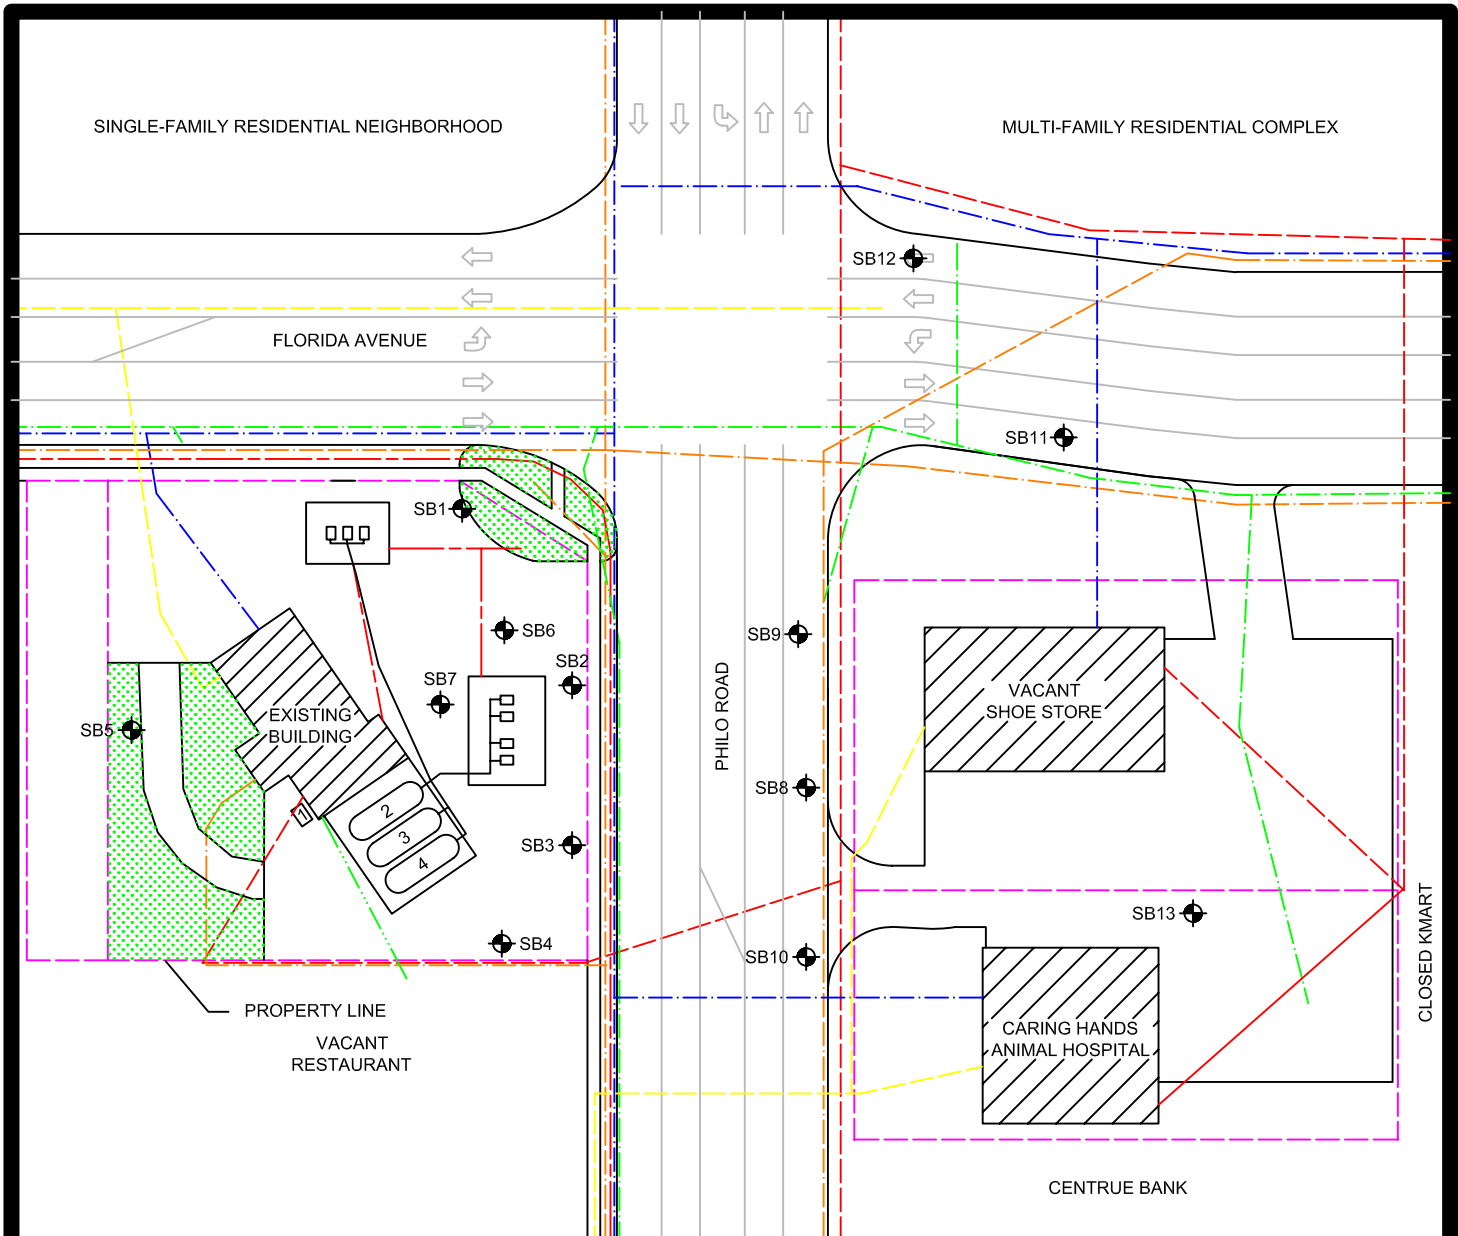 SINGLE-FAMILY RESIDENTIAL NEIGHBORHOOD
MULTI-FAMILY RESIDENTIAL COMPLEX
SB12
FLORIDA AVENUE
SB11
SB1
SB6
SB9
SB2
SB7
PHILO ROAD
VACANT
SHOE STORE
EXISTING
BUILDING
SB5
SB8
1
2
3
4
SB3
SB13
SB4
SB10
CLOSED KMART
PROPERTY LINE
CARING HANDS
ANIMAL HOSPITAL
VACANT
RESTAURANT
CENTRUE BANK